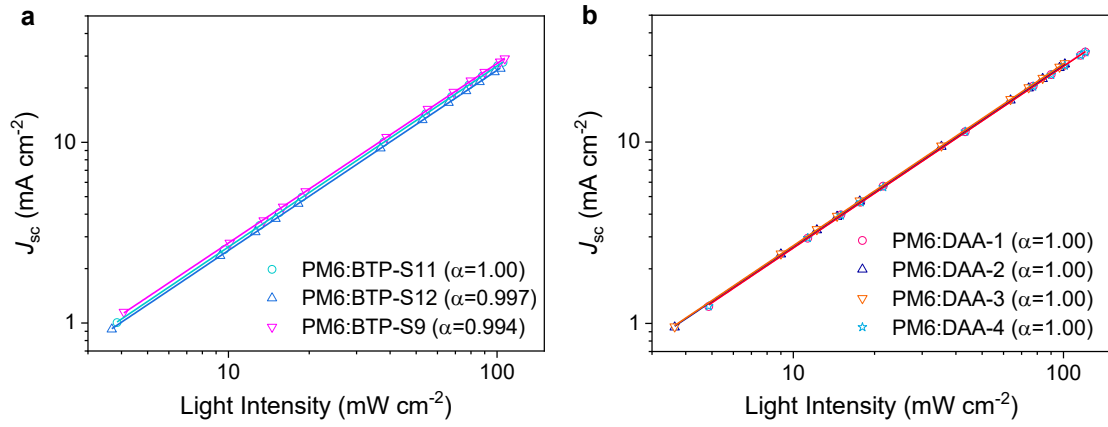 a
10
1
J_sc (mA cm⁻²)
PM6:BTP-S11 (α=1.00)
PM6:BTP-S12 (α=0.997)
PM6:BTP-S9 (α=0.994)
10
100
Light Intensity (mW cm⁻²)
b
10
1
J_sc (mA cm⁻²)
PM6:DAA-1 (α=1.00)
PM6:DAA-2 (α=1.00)
PM6:DAA-3 (α=1.00)
PM6:DAA-4 (α=1.00)
10
100
Light Intensity (mW cm⁻²)